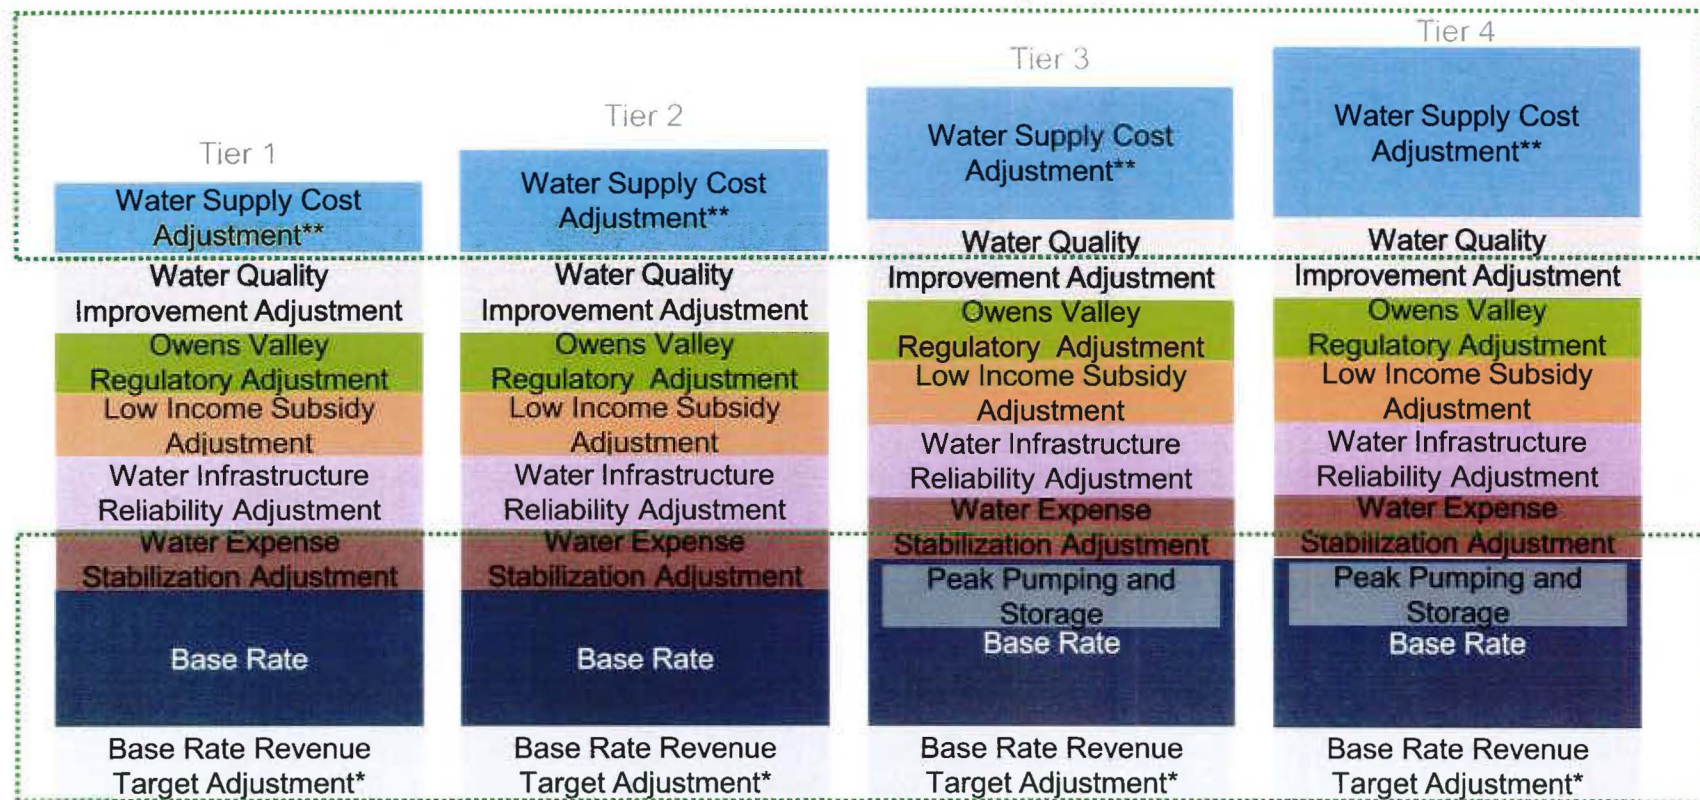 Tier 1
Water Supply Cost
Adjustment**
Water Quality
Improvement Adjustment
Owens Valley
Regulatory Adjustment
Low Income Subsidy
Adjustment
Water Infrastructure
Reliability Adjustment
Water Expense
Stabilization Adjustment
Base Rate
Base Rate Revenue
Target Adjustment*
Tier 2
Water Supply Cost
Adjustment**
Water Quality
Improvement Adjustment
Owens Valley
Regulatory Adjustment
Low Income Subsidy
Adjustment
Water Infrastructure
Reliability Adjustment
Water Expense
Stabilization Adjustment
Base Rate
Base Rate Revenue
Target Adjustment*
Tier 3
Water Supply Cost
Adjustment**
Water Quality
Improvement Adjustment
Owens Valley
Regulatory Adjustment
Low Income Subsidy
Adjustment
Water Infrastructure
Reliability Adjustment
Water Expense
Stabilization Adjustment
Peak Pumping and
Storage
Base Rate
Base Rate Revenue
Target Adjustment*
Tier 4
Water Supply Cost
Adjustment**
Water Quality
Improvement Adjustment
Owens Valley
Regulatory Adjustment
Low Income Subsidy
Adjustment
Water Infrastructure
Reliability Adjustment
Water Expense
Stabilization Adjustment
Peak Pumping and
Storage
Base Rate
Base Rate Revenue
Target Adjustment*